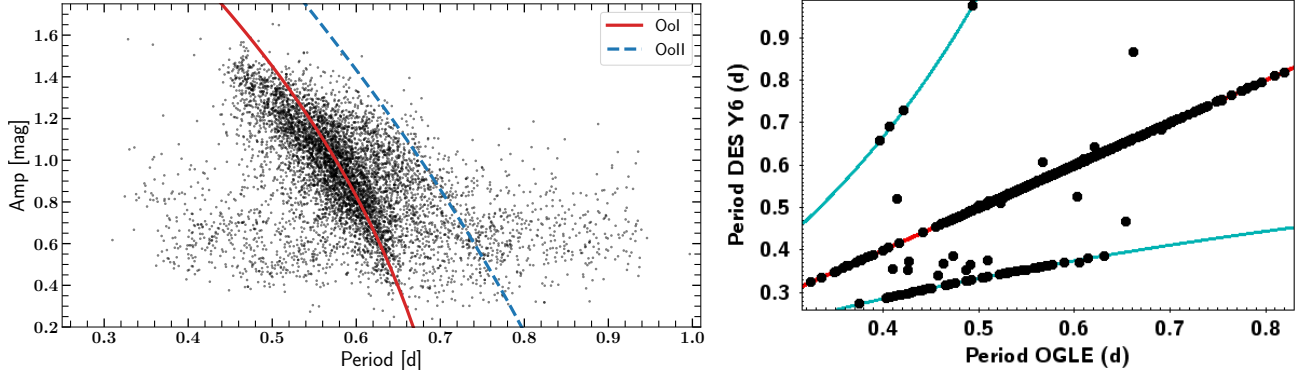 1.6
1.4
1.2
1.0
0.8
0.6
0.4
0.2
Amp [mag]
0.3 0.4 0.5 0.6 0.7 0.8 0.9 1.0
Period [d]
OoI
OoII
0.9
0.8
0.7
0.6
0.5
0.4
0.3
Period DES Y6 (d)
0.4 0.5 0.6 0.7 0.8
Period OGLE (d)